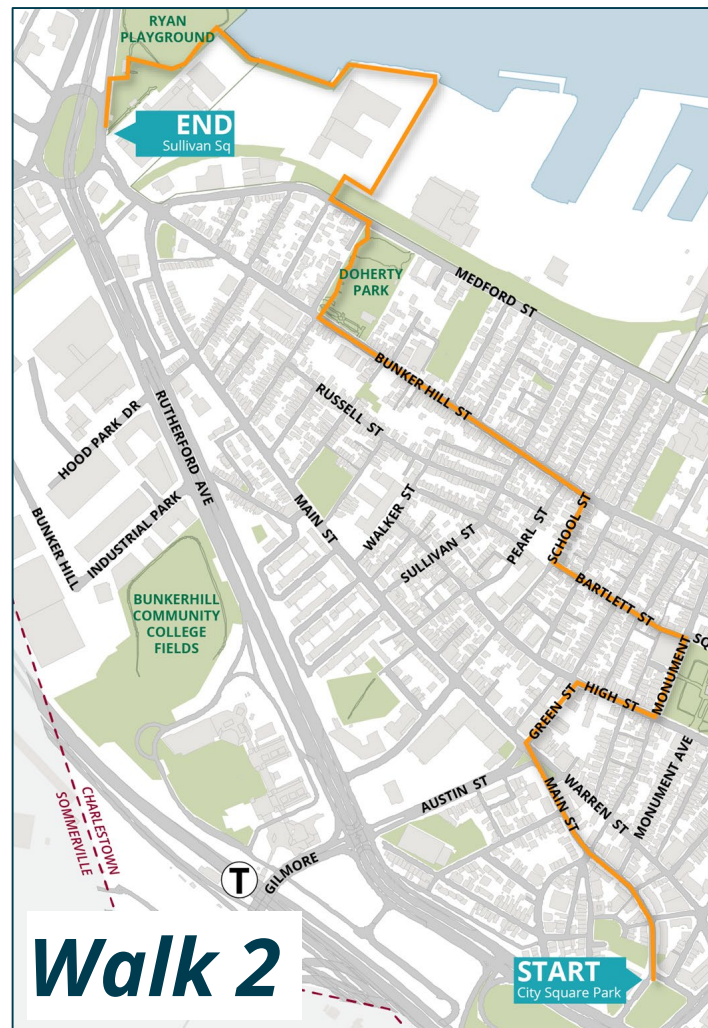 RYAN
PLAYGROUND
END
Sullivan Sq
DOHERTY
PARK
MEDFORD ST
BUNKER HILL ST
RUSSELL ST
HOOD PARK DR
RUTHERFORD AVE
MAIN ST
WALKER ST
SULLIVAN ST
PEARL ST
SCHOOL ST
BUNKER HILL
INDUSTRIAL PARK
BARTLETT ST
MONUMENT SQ
BUNKERHILL
COMMUNITY
COLLEGE
FIELDS
GREEN ST
HIGH ST
MONUMENT AVE
WARREN ST
MAIN ST
AUSTIN ST
CHARLESTOWN
SOMMERVILLE
T
GILMORE
Walk 2
START
City Square Park